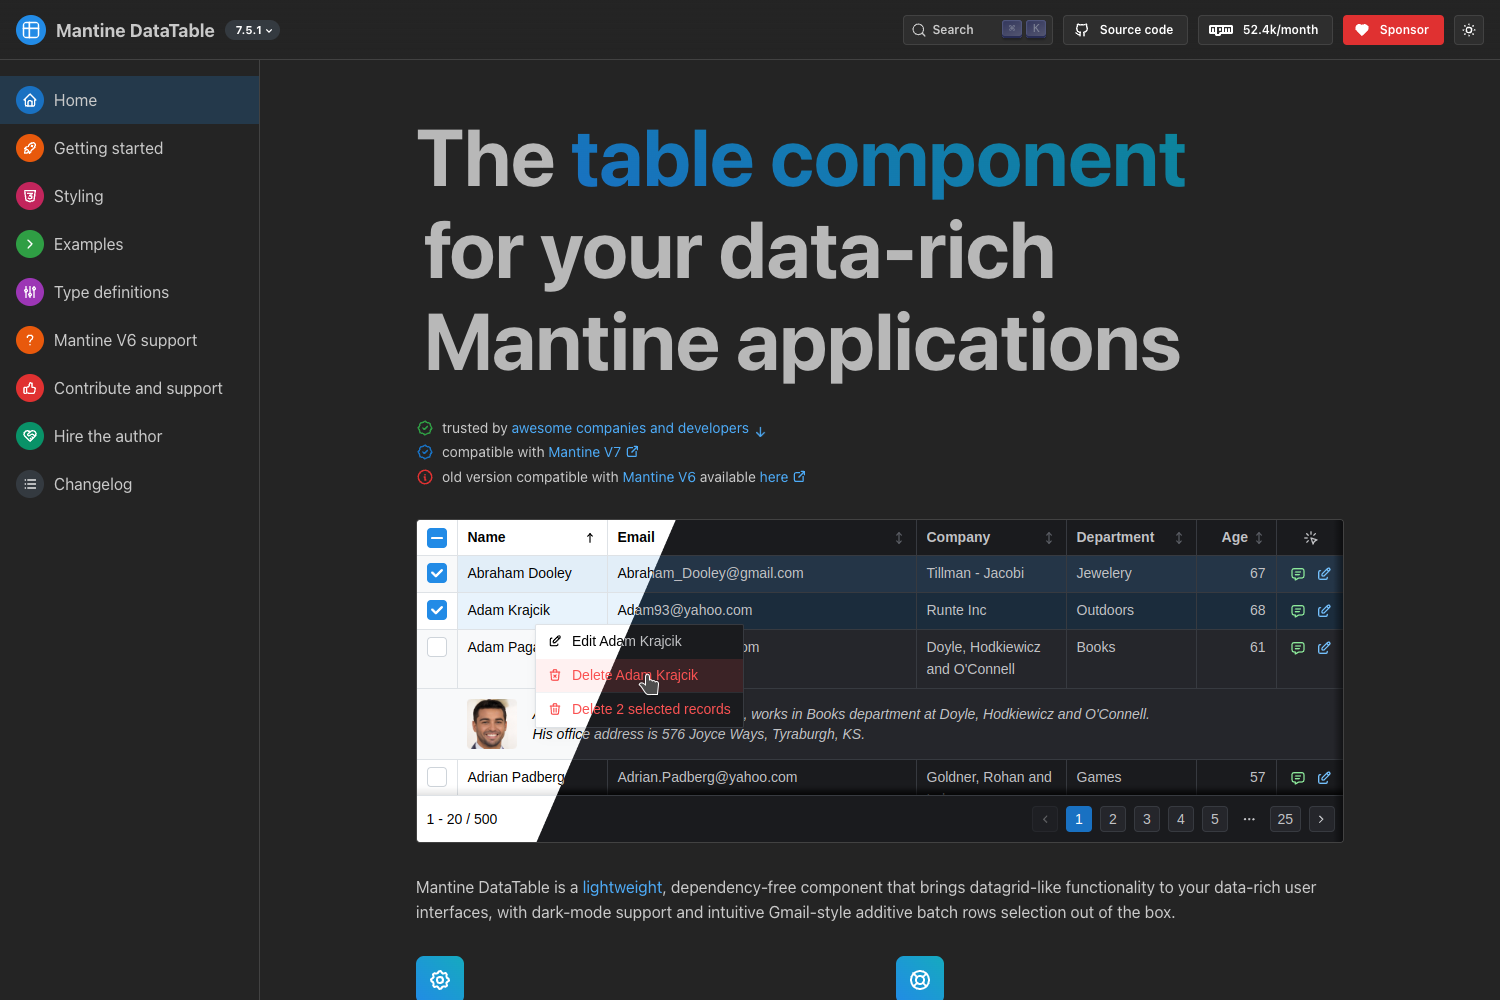 Mantine DataTable
7.5.1
Search
⌘ K
Source code
npm 52.4k/month
Sponsor
Home
Getting started
Styling
Examples
Type definitions
Mantine V6 support
Contribute and support
Hire the author
Changelog
The table component
for your data-rich
Mantine applications
trusted by awesome companies and developers
compatible with Mantine V7
old version compatible with Mantine V6 available here
Name Email Company Department Age
Abraham Dooley Abraham_Dooley@gmail.com Tillman - Jacobi Jewelery 67
Adam Krajcik Adam93@yahoo.com Runte Inc Outdoors 68
Adam Paga om Doyle, Hodkiewicz Books 61
and O'Connell
Edit Adam Krajcik
Delete Adam Krajcik
Delete 2 selected records
, works in Books department at Doyle, Hodkiewicz and O'Connell.
His office address is 576 Joyce Ways, Tyraburgh, KS.
Adrian Padberg Adrian.Padberg@yahoo.com Goldner, Rohan and Games 57
1 - 20 / 500
1 2 3 4 5 ••• 25
Mantine DataTable is a lightweight, dependency-free component that brings datagrid-like functionality to your data-rich user
interfaces, with dark-mode support and intuitive Gmail-style additive batch rows selection out of the box.